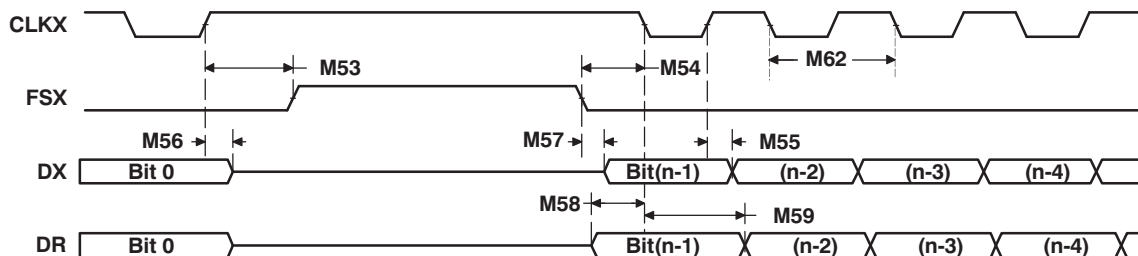 CLKX
M53 M54 M62
FSX
M56 M57 M55
DX Bit 0 Bit(n-1) (n-2) (n-3) (n-4)
M58 M59
DR Bit 0 Bit(n-1) (n-2) (n-3) (n-4)